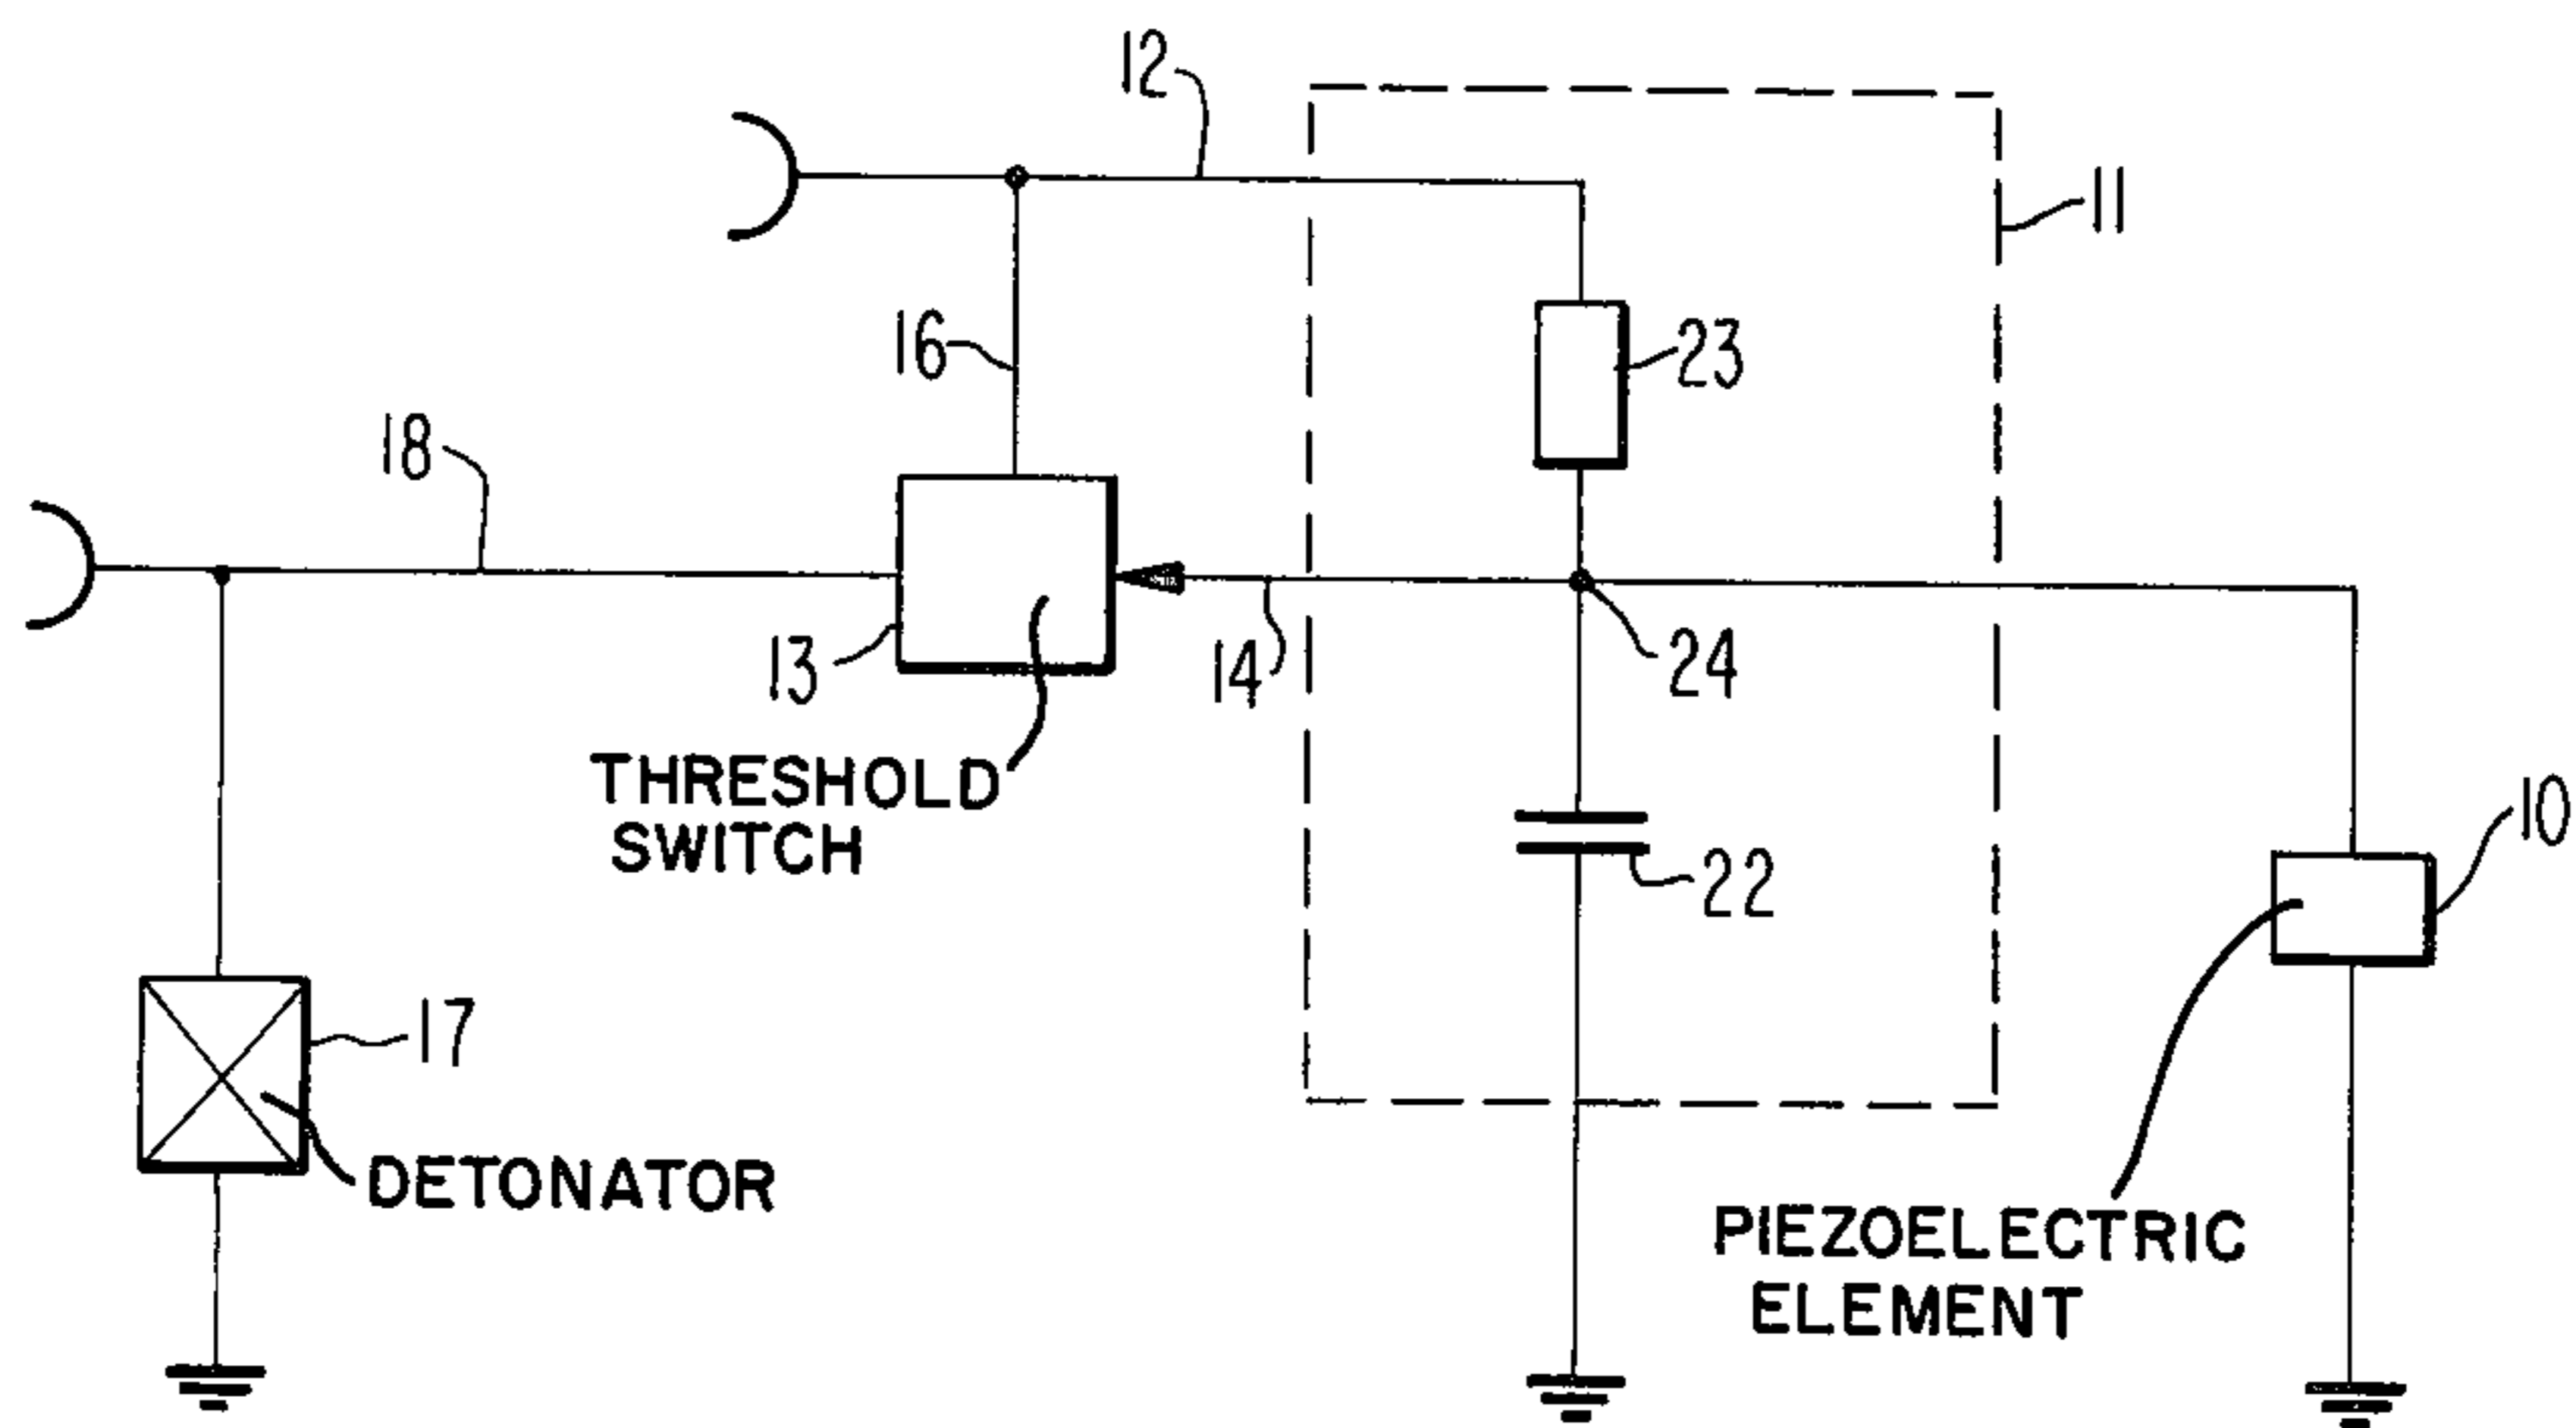 12
11
16
23
18
13
14
24
THRESHOLD
SWITCH
22
10
17
DETONATOR
PIEZOELECTRIC
ELEMENT